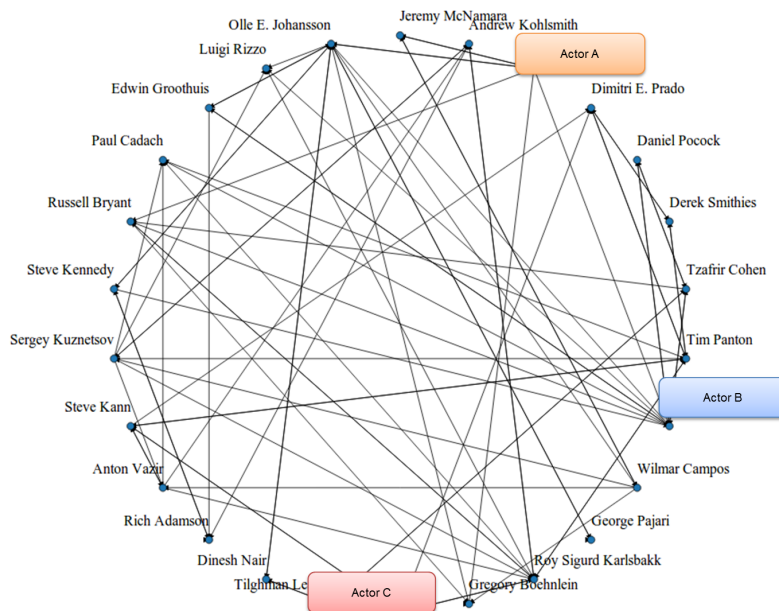 Jeremy McNamara
Olle E. Johansson
Andrew Kohlsmith
Luigi Rizzo
Actor A
Edwin Groothuis
Dimitri E. Prado
Paul Cadach
Daniel Pocock
Russell Bryant
Derek Smithies
Steve Kennedy
Tzafrir Cohen
Sergey Kuznetsov
Tim Panton
Actor B
Steve Kann
Anton Vazir
Wilmar Campos
Rich Adamson
George Pajari
Dinesh Nair
Roy Sigurd Karlsbakk
Tilghman Le
Actor C
Gregory Boehnlein